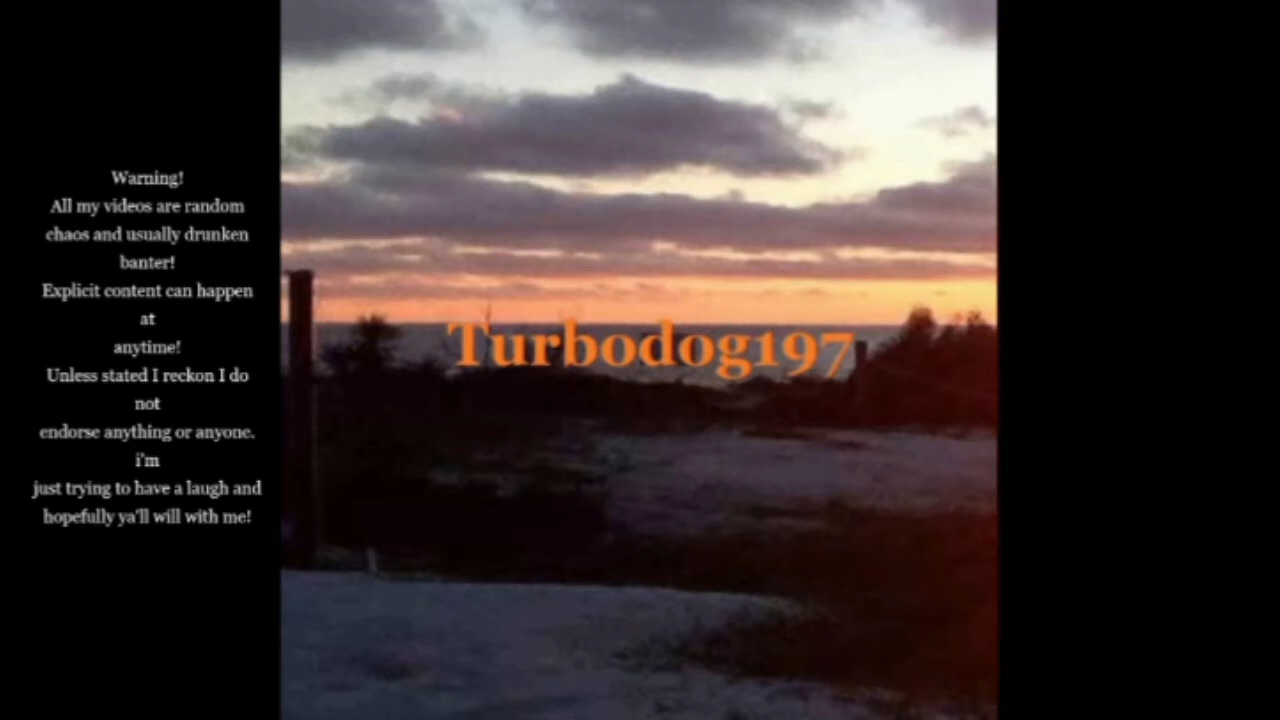 Warning!
All my videos are random
chaos and usually drunken
banter!
Explicit content can happen
at
anytime!
Unless stated I reckon I do
not
endorse anything or anyone.
i'm
just trying to have a laugh and
hopefully ya'll will with me!
Turbodog197